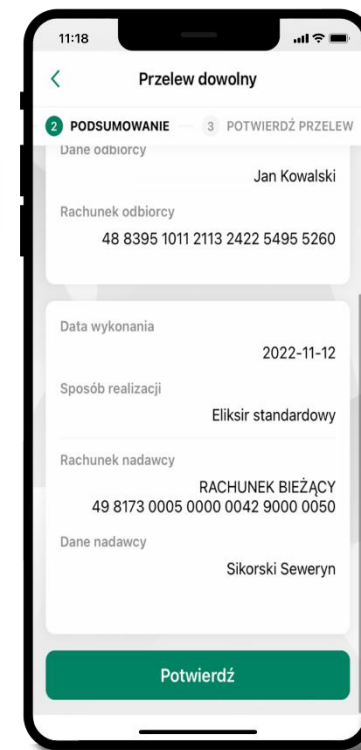 11:18
Przelew dowolny
2 PODSUMOWANIE 3 POTWIERDŹ PRZELEW
Dane odbiorcy
Jan Kowalski
Rachunek odbiorcy
48 8395 1011 2113 2422 5495 5260
Data wykonania
2022-11-12
Sposób realizacji
Eliksir standardowy
Rachunek nadawcy
RACHUNEK BIEŻĄCY
49 8173 0005 0000 0042 9000 0050
Dane nadawcy
Sikorski Seweryn
Potwierdź